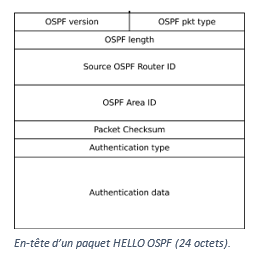 OSPF version OSPF pkt type
OSPF length
Source OSPF Router ID
OSPF Area ID
Packet Checksum
Authentication type
Authentication data
En-tête d'un paquet HELLO OSPF (24 octets).